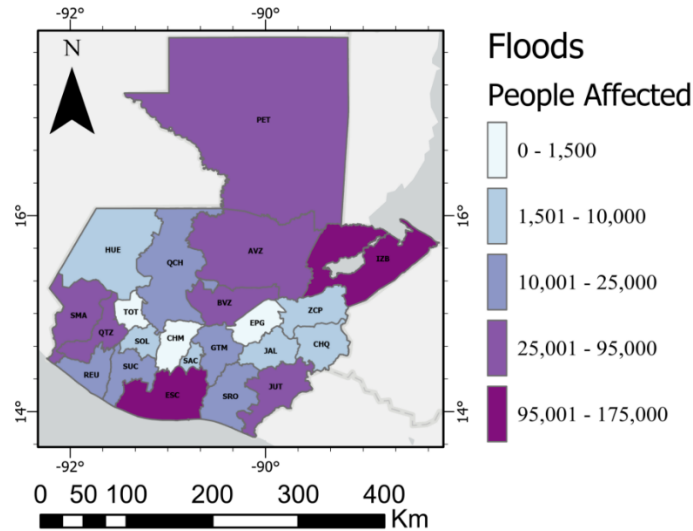 -92°
-90°
N
Floods
People Affected
0 - 1,500
1,501 - 10,000
10,001 - 25,000
25,001 - 95,000
95,001 - 175,000
PET
16°
16°
HUE
QCH
AVZ
IZB
SMA
TOT
BVZ
ZCP
QTZ
SOL
CHM
EPG
SAC
GTM
JAL
CHQ
REU
SUC
ESC
SRO
JUT
14°
14°
-92°
-90°
0 50 100 200 300 400
Km